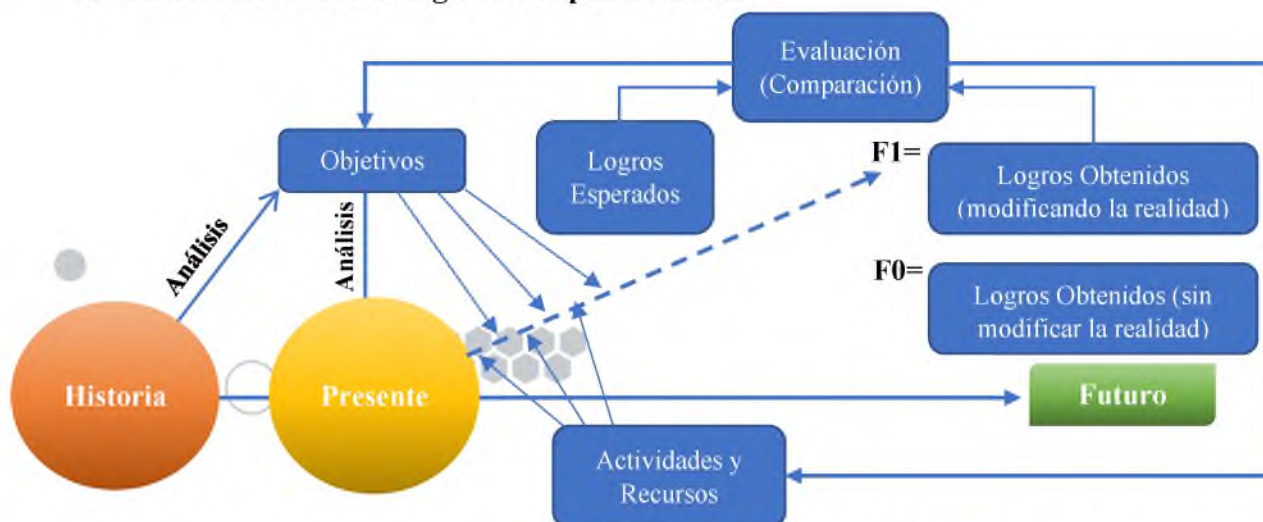 Evaluación
(Comparación)
Objetivos
Logros
Esperados
F1=
Logros Obtenidos
(modificando la realidad)
Análisis
Análisis
F0=
Logros Obtenidos (sin
modificar la realidad)
Historia
Presente
Futuro
Actividades y
Recursos